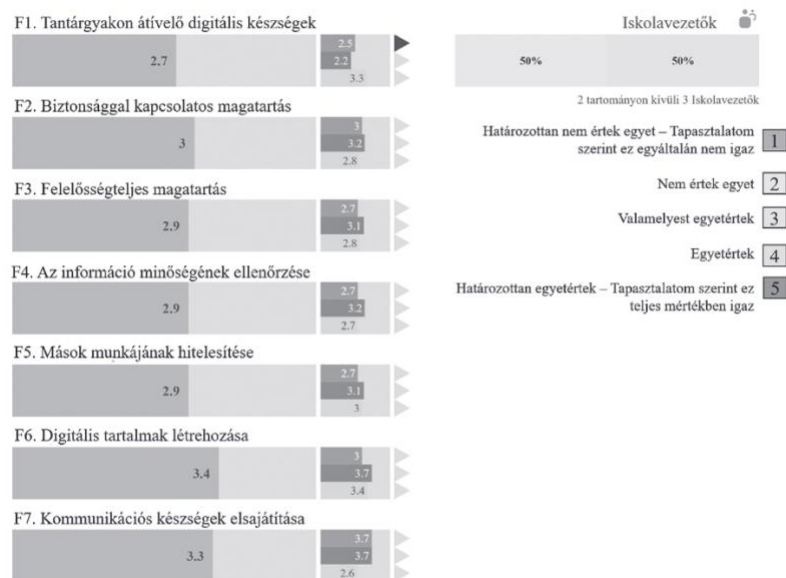 F1. Tantárgyakon átívelő digitális készségek
2.7
2.5
2.2
3.3
F2. Biztonsággal kapcsolatos magatartás
3
3
3.2
2.8
F3. Felelősségteljes magatartás
2.9
2.7
3.1
2.8
F4. Az információ minőségének ellenőrzése
2.9
2.7
3.2
2.7
F5. Mások munkájának hitelesítése
2.9
2.7
3.1
3
F6. Digitális tartalmak létrehozása
3.4
3
3.7
3.4
F7. Kommunikációs készségek elsajátítása
3.3
3.7
3.7
2.6
Iskolavezetők
50% 50%
2 tartományon kívüli 3 Iskolavezetők
Határozottan nem értek egyet – Tapasztalatom
szerint ez egyáltalán nem igaz
1
Nem értek egyet 2
Valamelyest egyetértek 3
Egyetértek 4
Határozottan egyetértek – Tapasztalatom szerint ez
teljes mértékben igaz
5